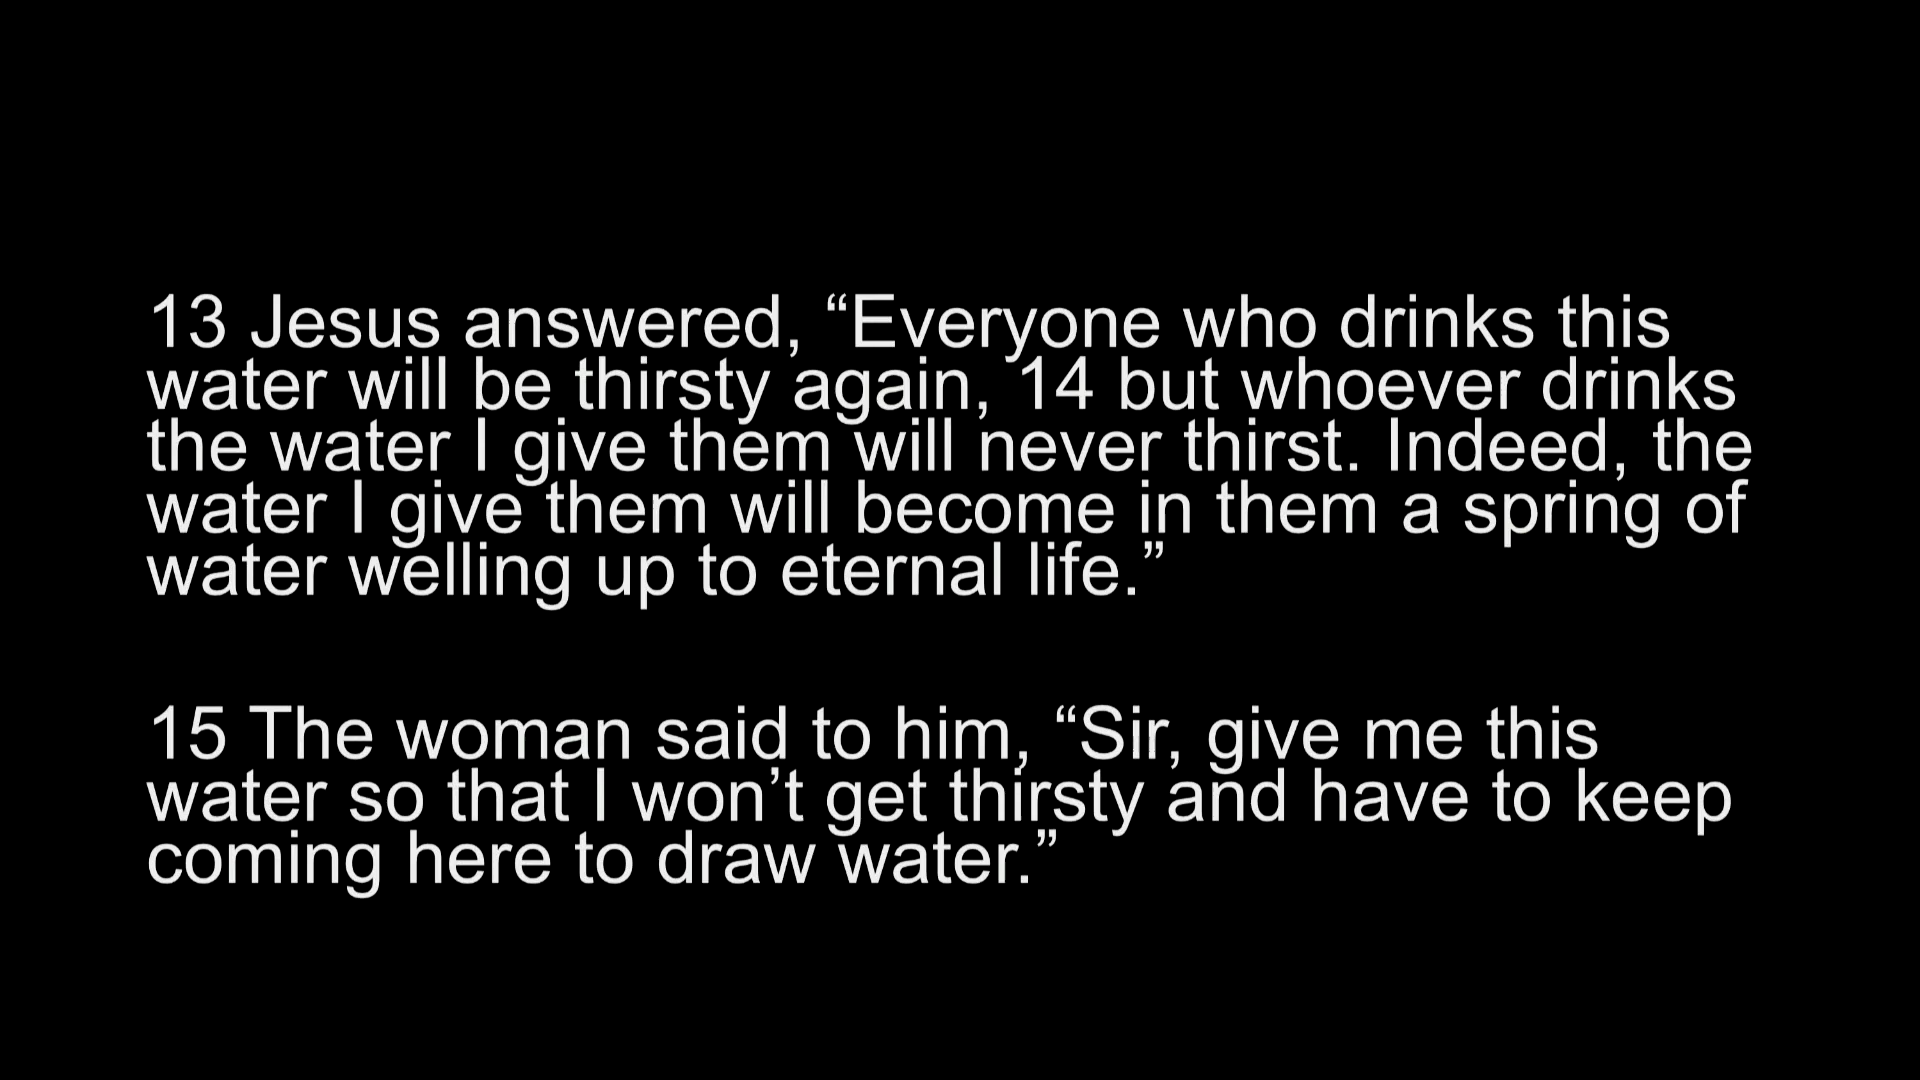 13 Jesus answered, “Everyone who drinks this
water will be thirsty again, 14 but whoever drinks
the water I give them will never thirst. Indeed, the
water I give them will become in them a spring of
water welling up to eternal life.”
15 The woman said to him, “Sir, give me this
water so that I won’t get thirsty and have to keep
coming here to draw water.”